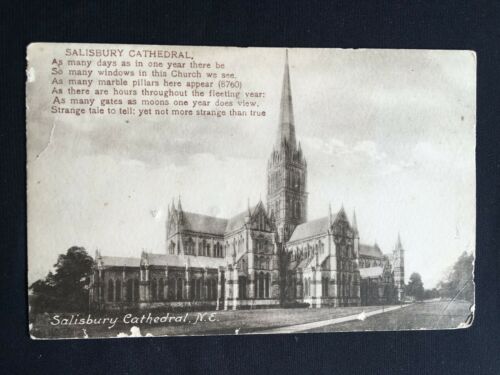 SALISBURY CATHEDRAL,
As many days as in one year there be
So many windows in this Church we see,
As many marble pillars here appear (8760)
As there are hours throughout the fleeting year:
As many gates as moons one year does view,
Strange tale to tell: yet not more strange than true
Salisbury Cathedral, N.E.